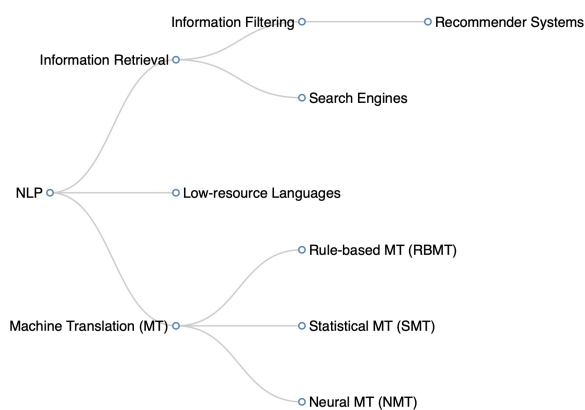 Information Filtering
Recommender Systems
Information Retrieval
Search Engines
NLP
Low-resource Languages
Rule-based MT (RBMT)
Machine Translation (MT)
Statistical MT (SMT)
Neural MT (NMT)